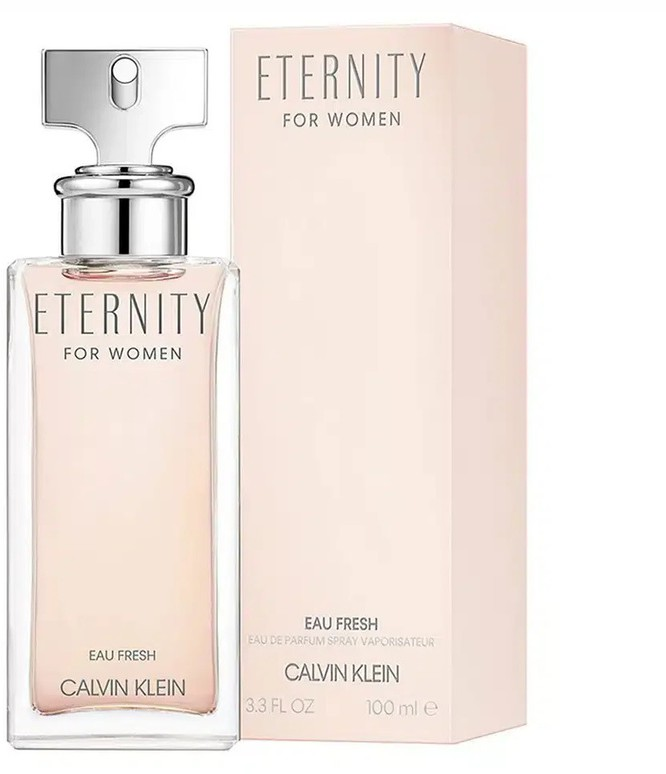 ETERNITY
FOR WOMEN
EAU FRESH
CALVIN KLEIN
ETERNITY
FOR WOMEN
EAU FRESH
EAU DE PARFUM SPRAY VAPORISATEUR
CALVIN KLEIN
3.3 FL OZ 100 ml ℮